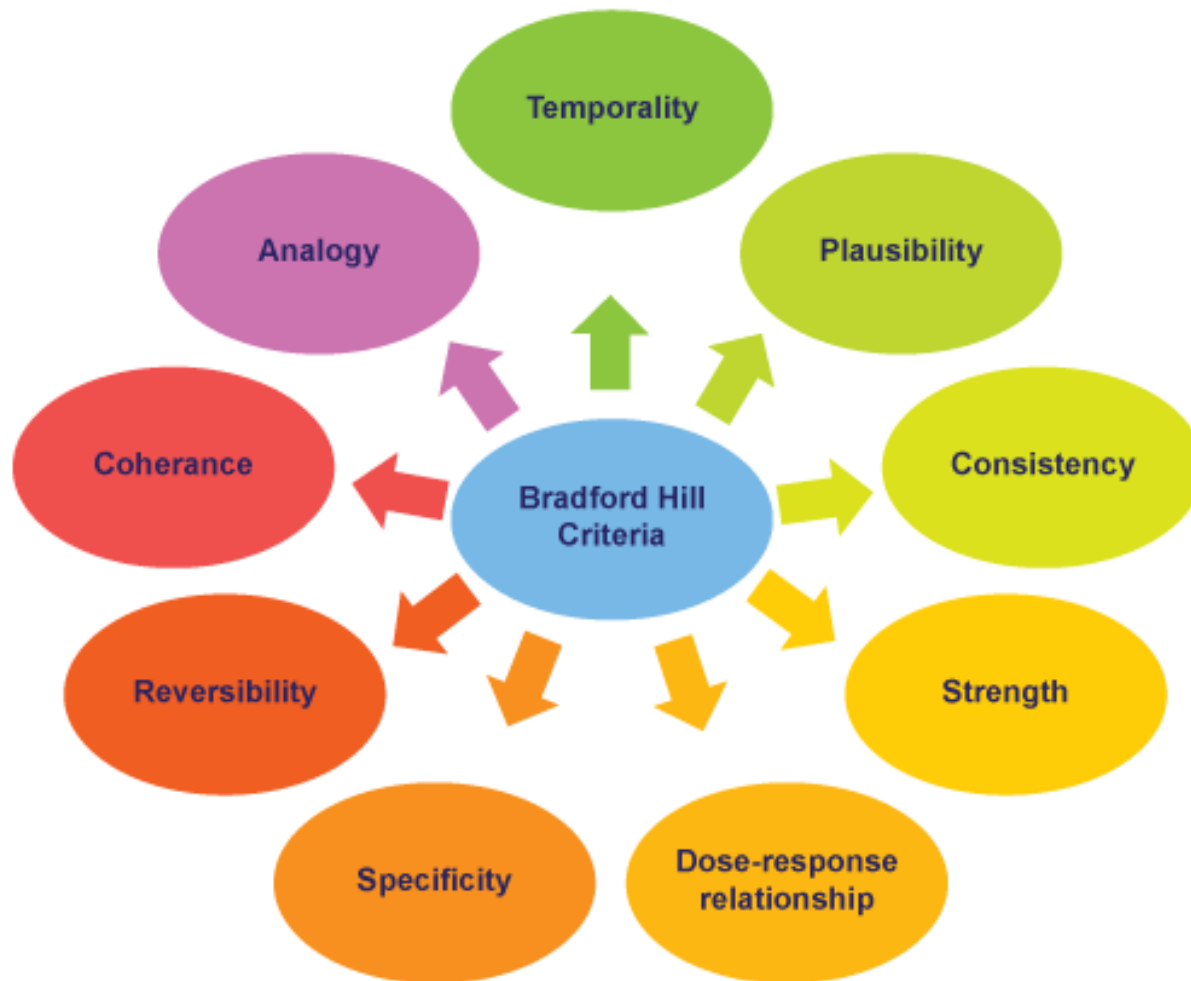 Temporality
Analogy
Plausibility
Coherance
Consistency
Bradford Hill
Criteria
Reversibility
Strength
Specificity
Dose-response
relationship